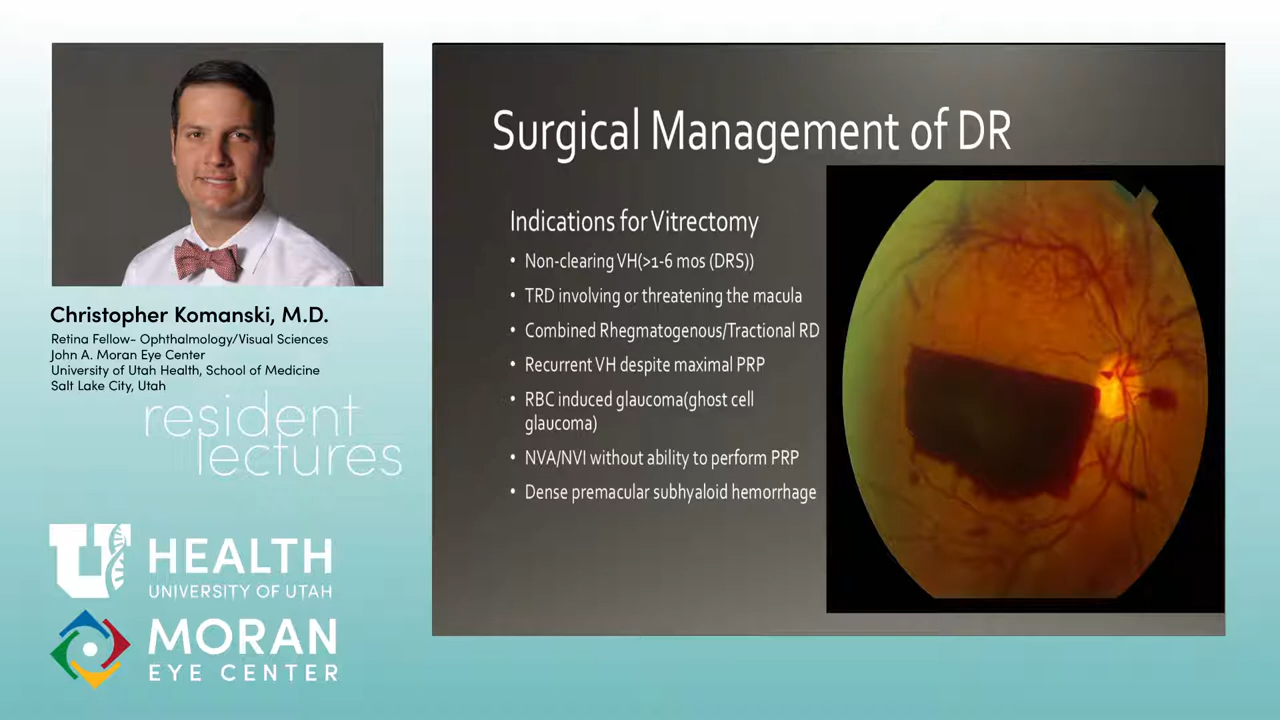 Surgical Management of DR
Indications for Vitrectomy
• Non-clearing VH(>1-6 mos (DRS))
• TRD involving or threatening the macula
• Combined Rhegmatogenous/Tractional RD
• Recurrent VH despite maximal PRP
• RBC induced glaucoma(ghost cell
glaucoma)
• NVA/NVI without ability to perform PRP
• Dense premacular subhyaloid hemorrhage
Christopher Komanski, M.D.
Retina Fellow- Ophthalmology/Visual Sciences
John A. Moran Eye Center
University of Utah Health, School of Medicine
Salt Lake City, Utah
resident
lectures
U HEALTH
UNIVERSITY OF UTAH
MORAN
EYE CENTER